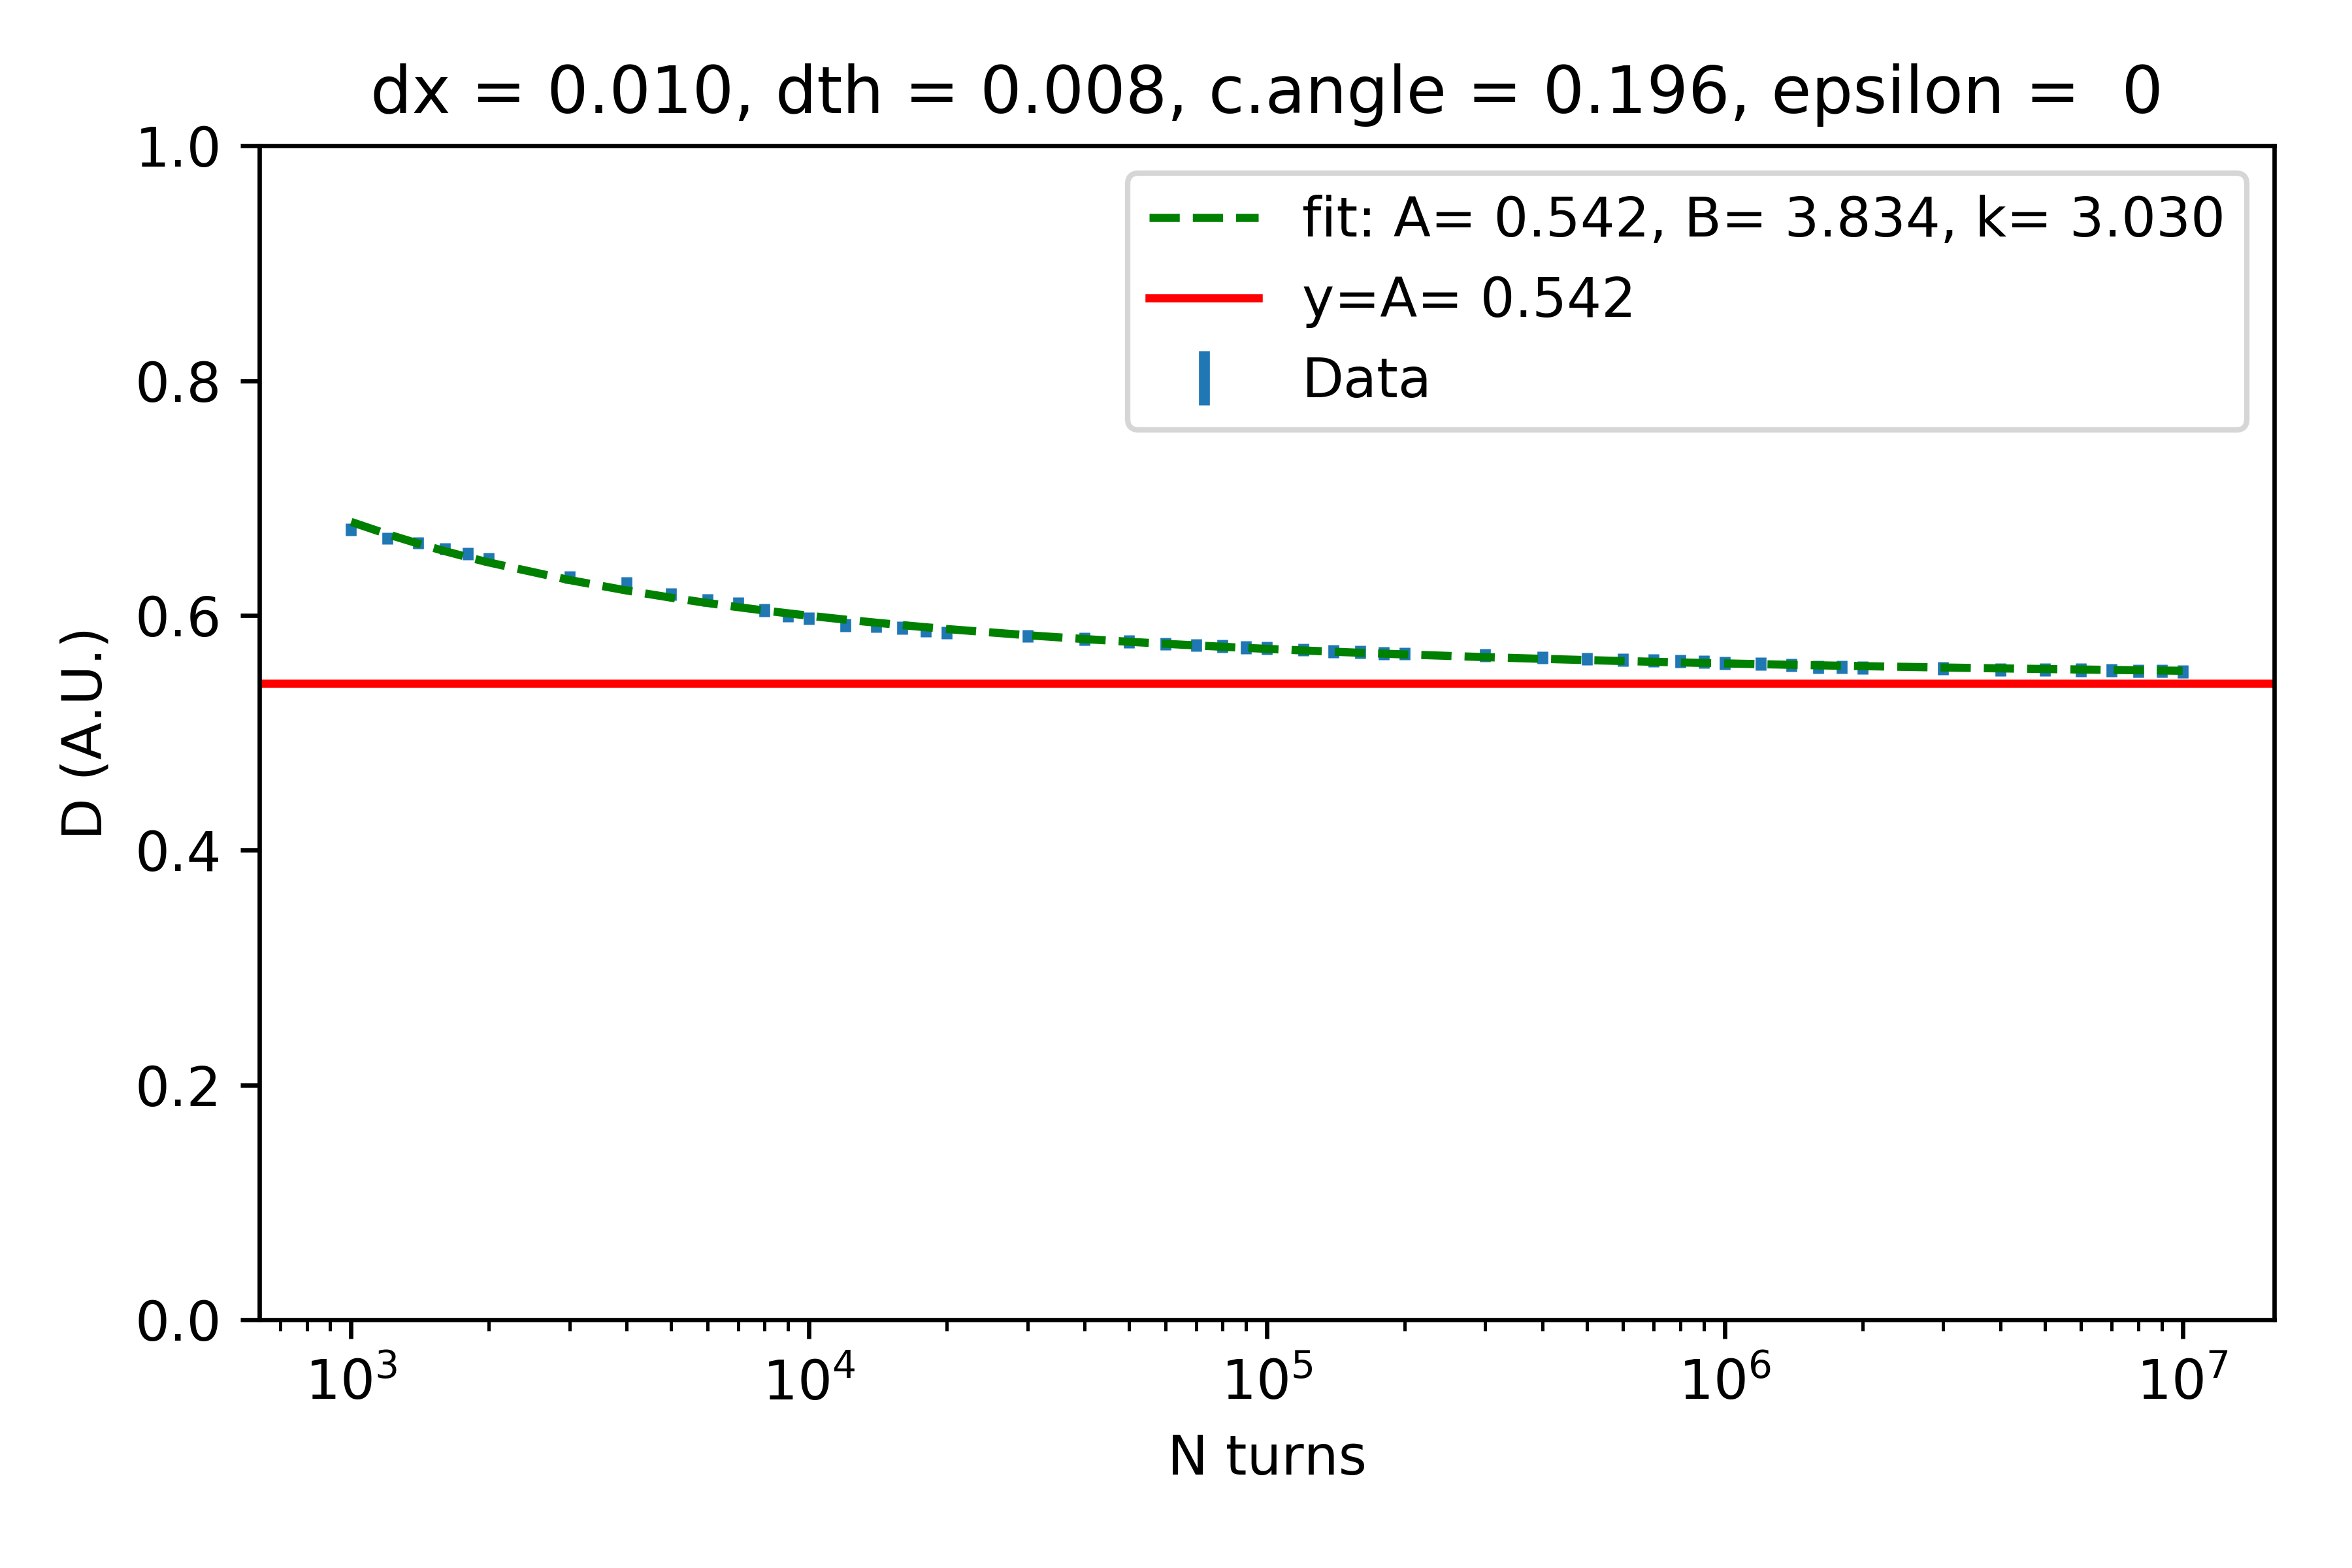 dx = 0.010, dth = 0.008, c.angle = 0.196, epsilon =  0
fit: A= 0.542, B= 3.834, k= 3.030
y=A= 0.542
Data
D (A.U.)
1.0
0.8
0.6
0.4
0.2
0.0
10³ 10⁴ 10⁵ 10⁶ 10⁷
N turns